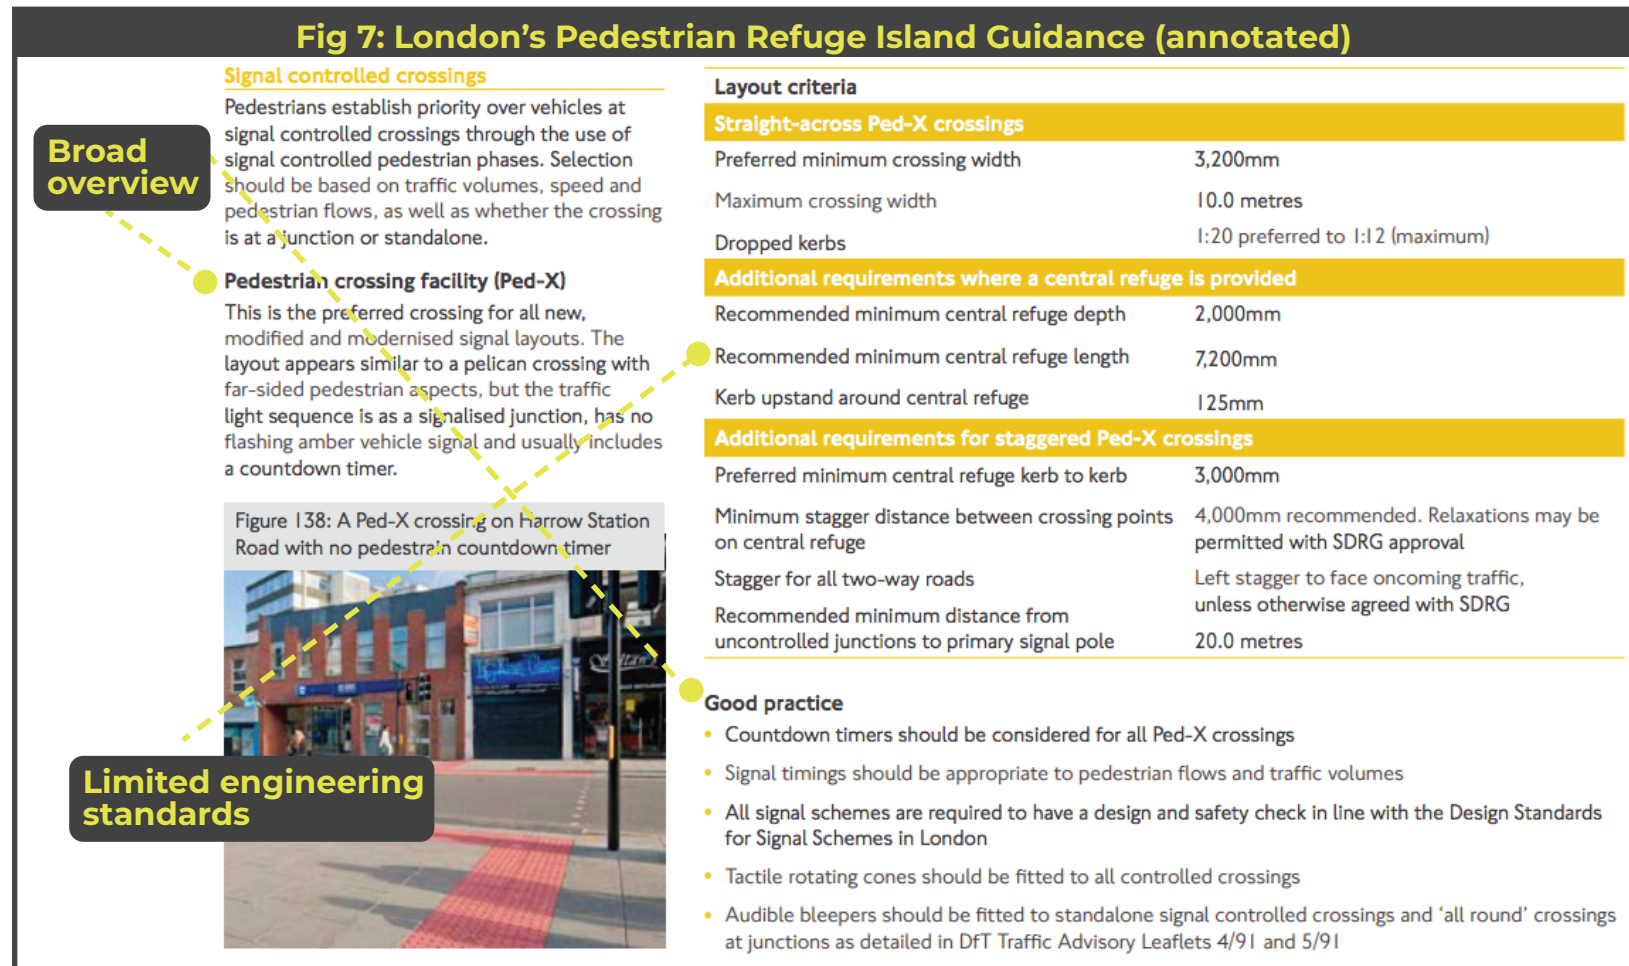 Fig 7: London's Pedestrian Refuge Island Guidance (annotated)
Broad
overview
Limited engineering
standards
Signal controlled crossings
Pedestrians establish priority over vehicles at
signal controlled crossings through the use of
signal controlled pedestrian phases. Selection
should be based on traffic volumes, speed and
pedestrian flows, as well as whether the crossing
is at a junction or standalone.
Pedestrian crossing facility (Ped-X)
This is the preferred crossing for all new,
modified and modernised signal layouts. The
layout appears similar to a pelican crossing with
far-sided pedestrian aspects, but the traffic
light sequence is as a signalised junction, has no
flashing amber vehicle signal and usually includes
a countdown timer.
Figure 138: A Ped-X crossing on Harrow Station
Road with no pedestrain countdown timer
Layout criteria
Straight-across Ped-X crossings
Preferred minimum crossing width 3,200mm
Maximum crossing width 10.0 metres
Dropped kerbs 1:20 preferred to 1:12 (maximum)
Additional requirements where a central refuge is provided
Recommended minimum central refuge depth 2,000mm
Recommended minimum central refuge length 7,200mm
Kerb upstand around central refuge 125mm
Additional requirements for staggered Ped-X crossings
Preferred minimum central refuge kerb to kerb 3,000mm
Minimum stagger distance between crossing points 4,000mm recommended. Relaxations may be
on central refuge permitted with SDRG approval
Stagger for all two-way roads Left stagger to face oncoming traffic,
unless otherwise agreed with SDRG
Recommended minimum distance from
uncontrolled junctions to primary signal pole 20.0 metres
Good practice
• Countdown timers should be considered for all Ped-X crossings
• Signal timings should be appropriate to pedestrian flows and traffic volumes
• All signal schemes are required to have a design and safety check in line with the Design Standards
for Signal Schemes in London
• Tactile rotating cones should be fitted to all controlled crossings
• Audible bleepers should be fitted to standalone signal controlled crossings and 'all round' crossings
at junctions as detailed in DfT Traffic Advisory Leaflets 4/91 and 5/91